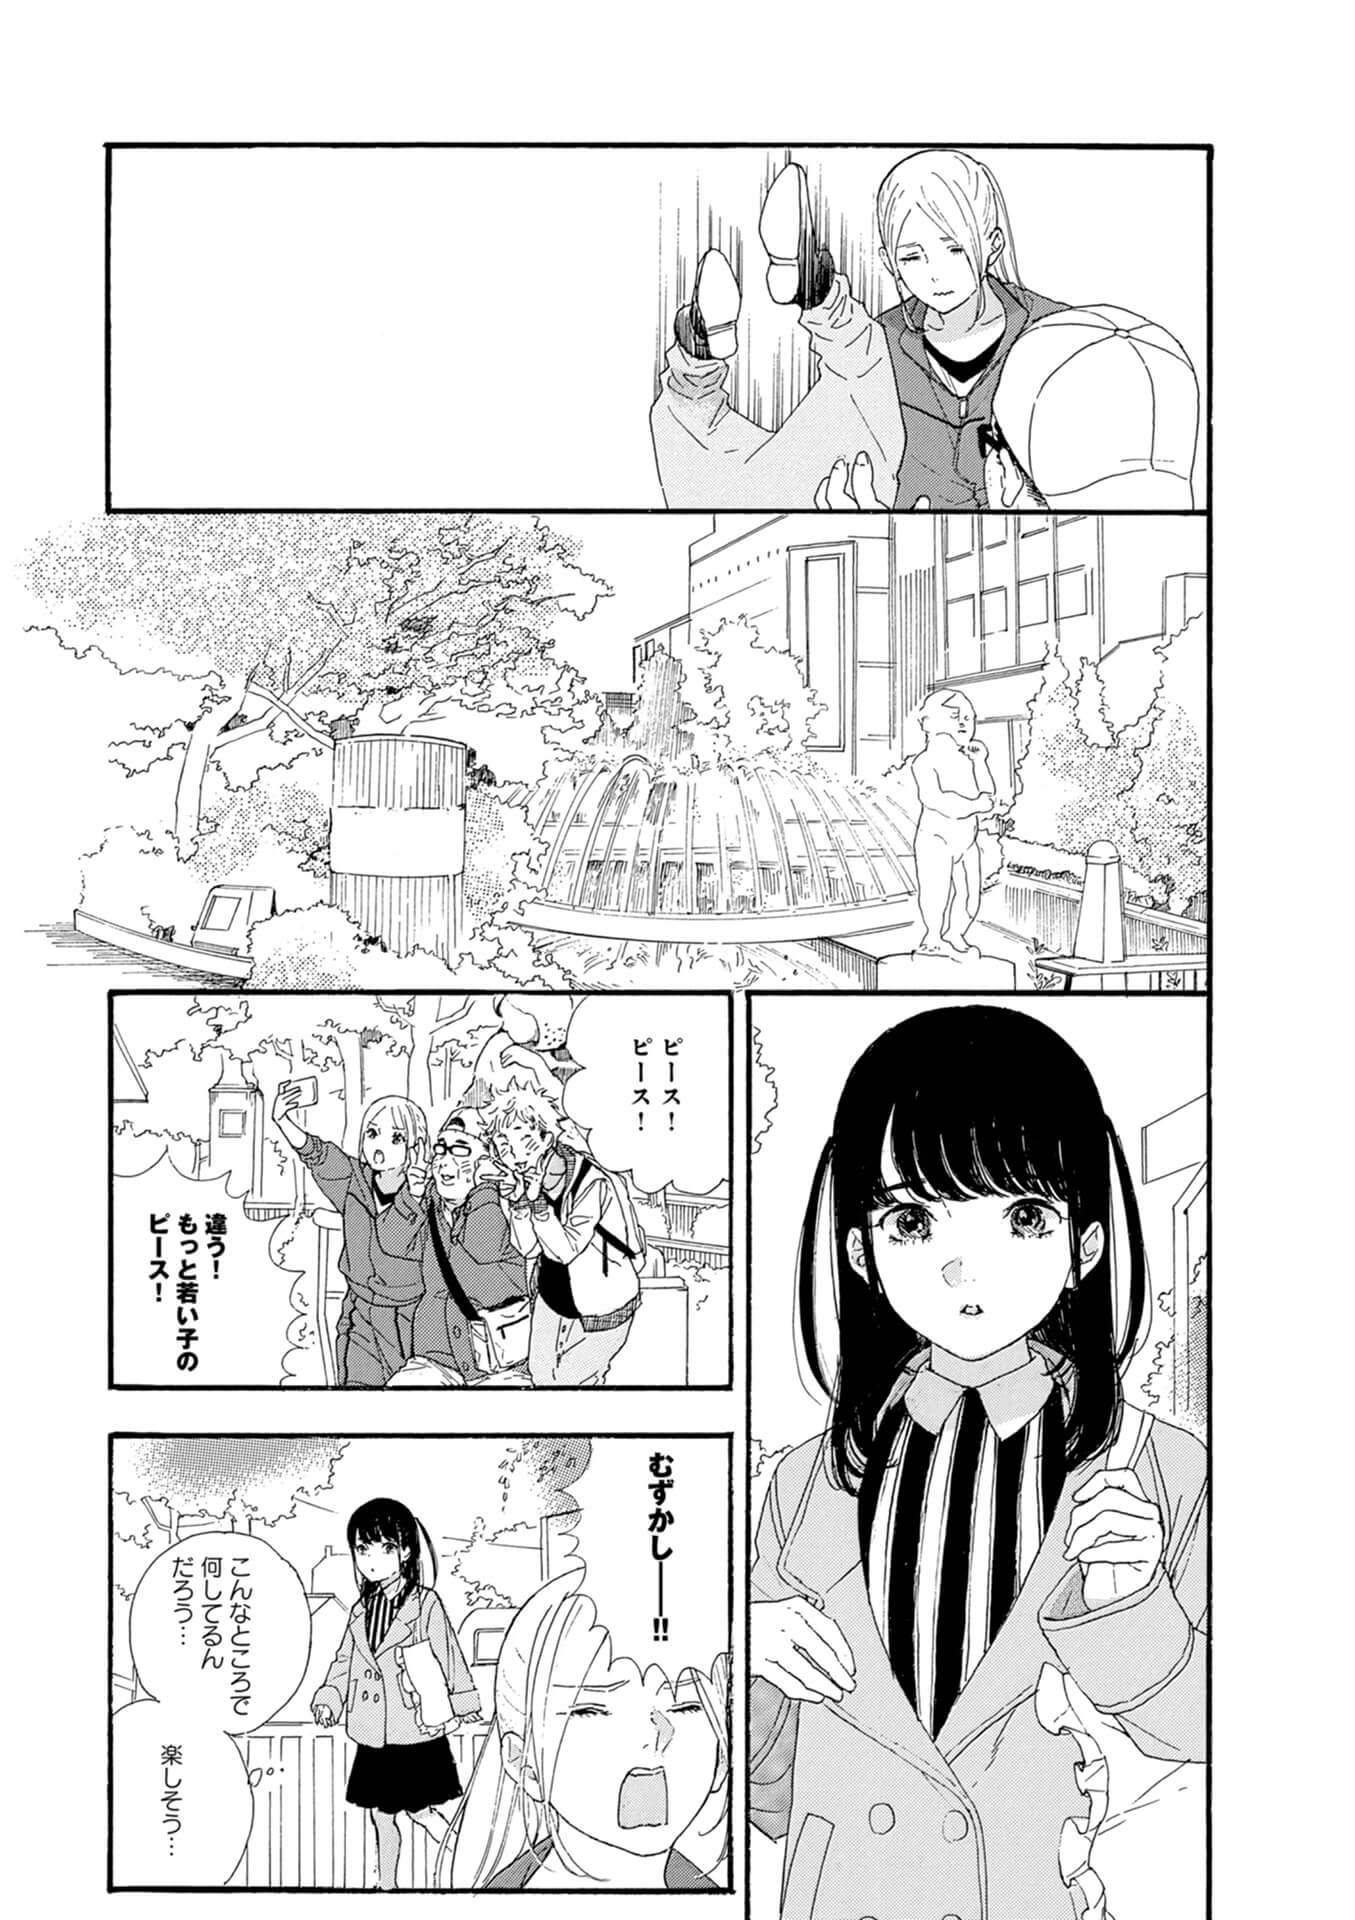 ピース！
ピース！
違う！
もっと若い子の
ピース！
むずかしーーー!!
こんなところで
何してるん
だろう…
楽しそう…